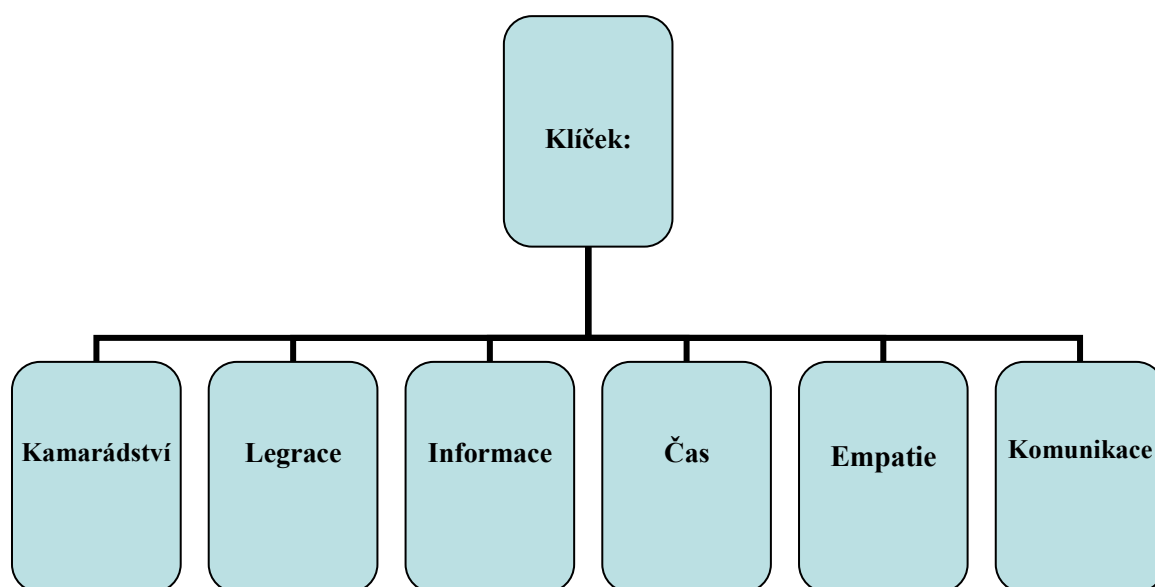 Klíček:
Kamarádství
Legrace
Informace
Čas
Empatie
Komunikace